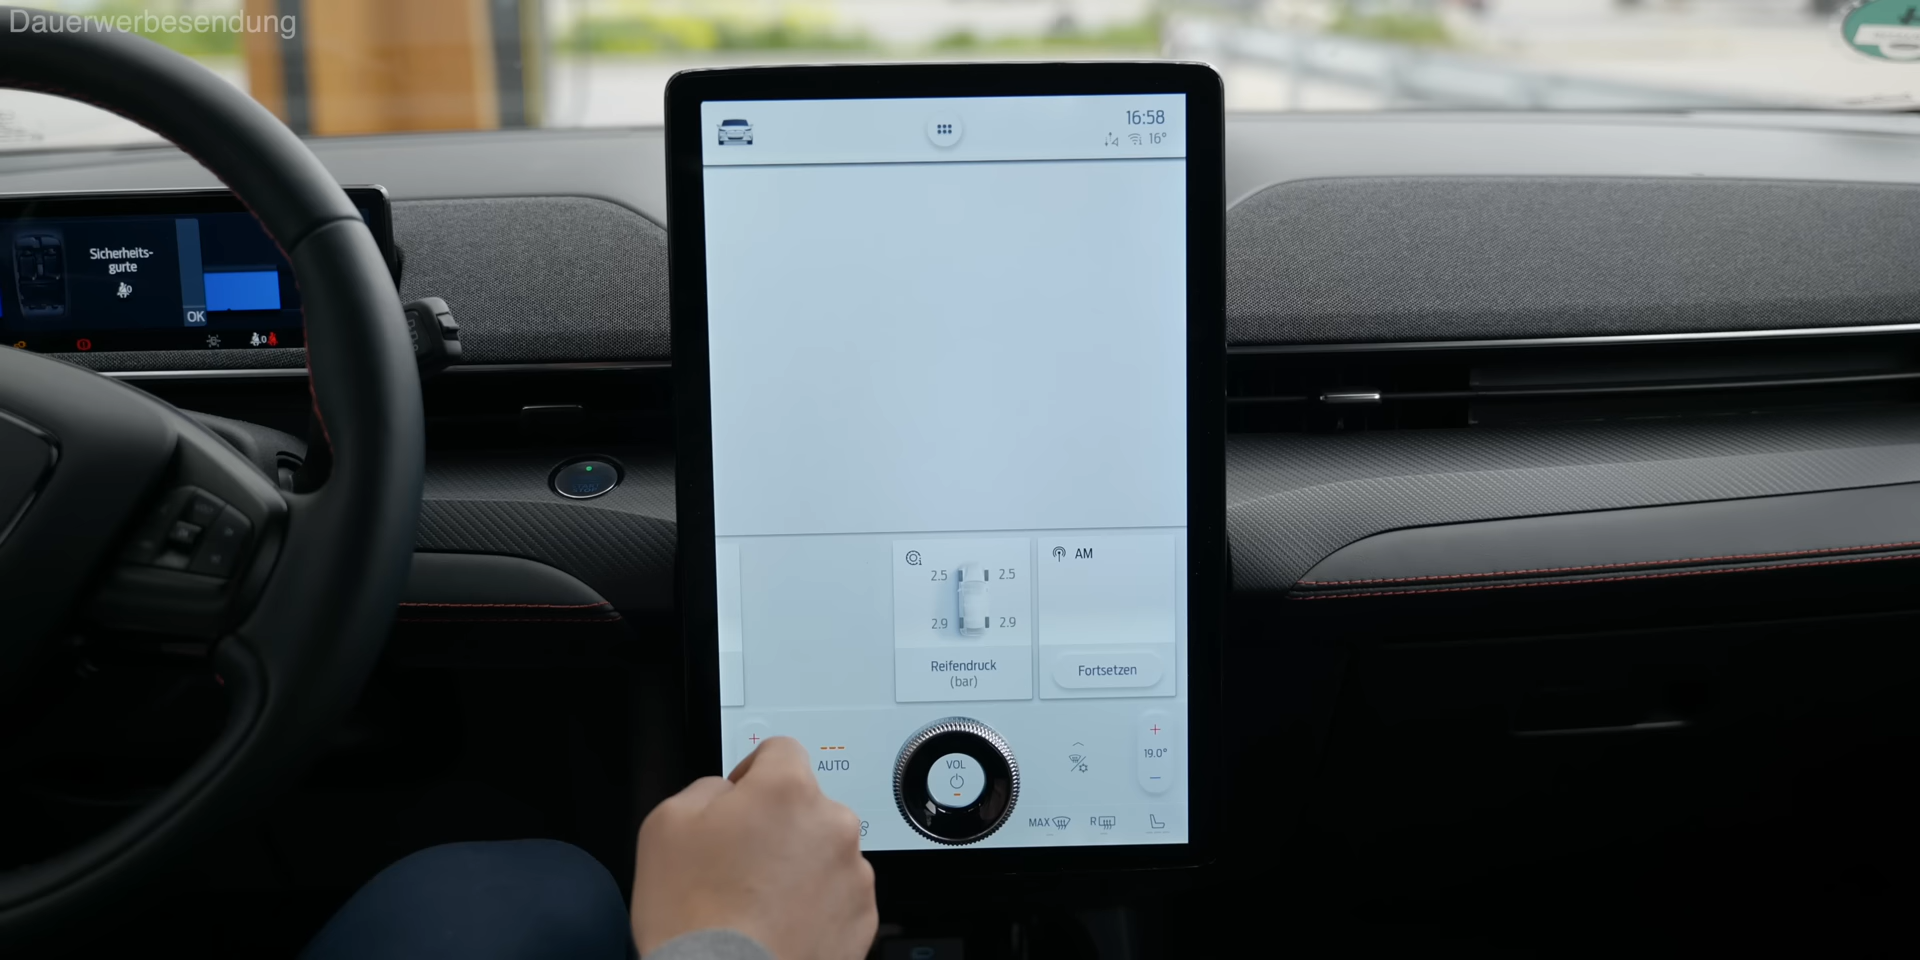 Dauerwerbesendung
16:58
16°
Sicherheits-
gurte
OK
AM
2.5
2.5
2.9
2.9
Reifendruck
(bar)
Fortsetzen
AUTO
VOL
19.0°
MAX
R